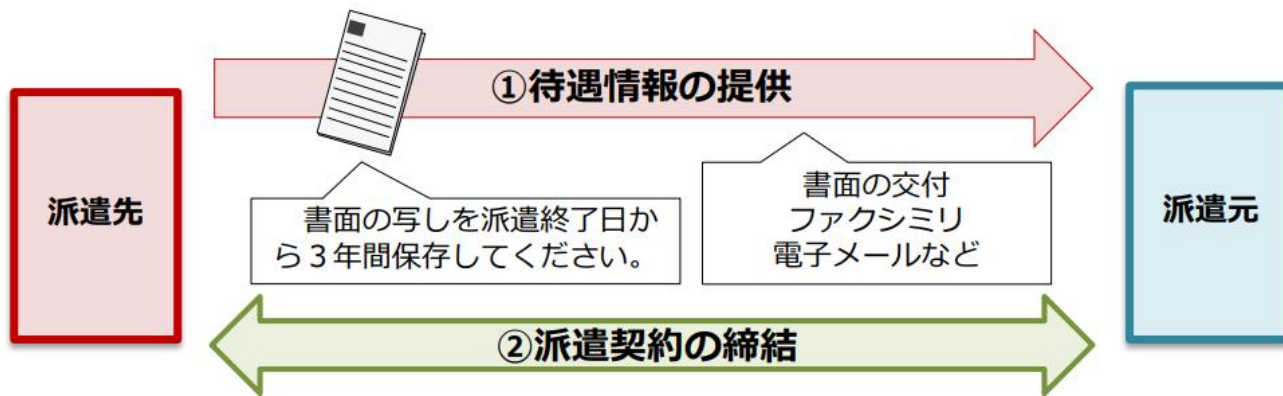 ①待遇情報の提供
派遣先
書面の写しを派遣終了日か
ら３年間保存してください。
書面の交付
ファクシミリ
電子メールなど
派遣元
②派遣契約の締結